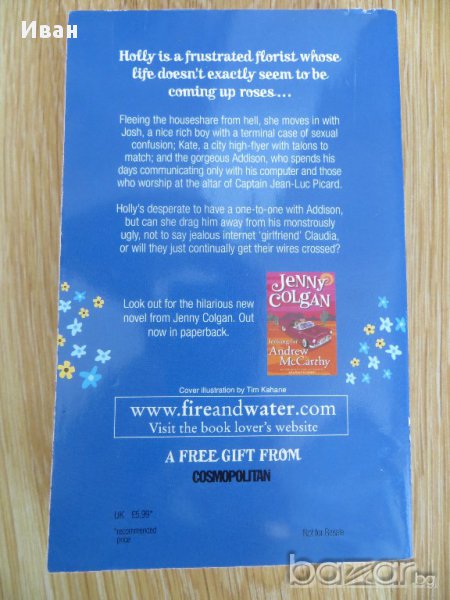 Иван
Holly is a frustrated florist whose
life doesn't exactly seem to be
coming up roses...
Fleeing the houseshare from hell, she moves in with
Josh, a nice rich boy with a terminal case of sexual
confusion; Kate, a city high-flyer with talons to
match; and the gorgeous Addison, who spends his
days communicating only with his computer and those
who worship at the altar of Captain Jean-Luc Picard.
Holly's desperate to have a one-to-one with Addison,
but can she drag him away from his monstrously
ugly, not to say jealous internet 'girlfriend' Claudia,
or will they just continually get their wires crossed?
Look out for the hilarious new
novel from Jenny Colgan. Out
now in paperback.
JENNY
COLGAN
Andrew
McCarthy
Cover illustration by Tim Kahane
www.fireandwater.com
Visit the book lover's website
A FREE GIFT FROM
COSMOPOLITAN
UK £5.99*
*recommended
price
Not for Resale
bazar.bg